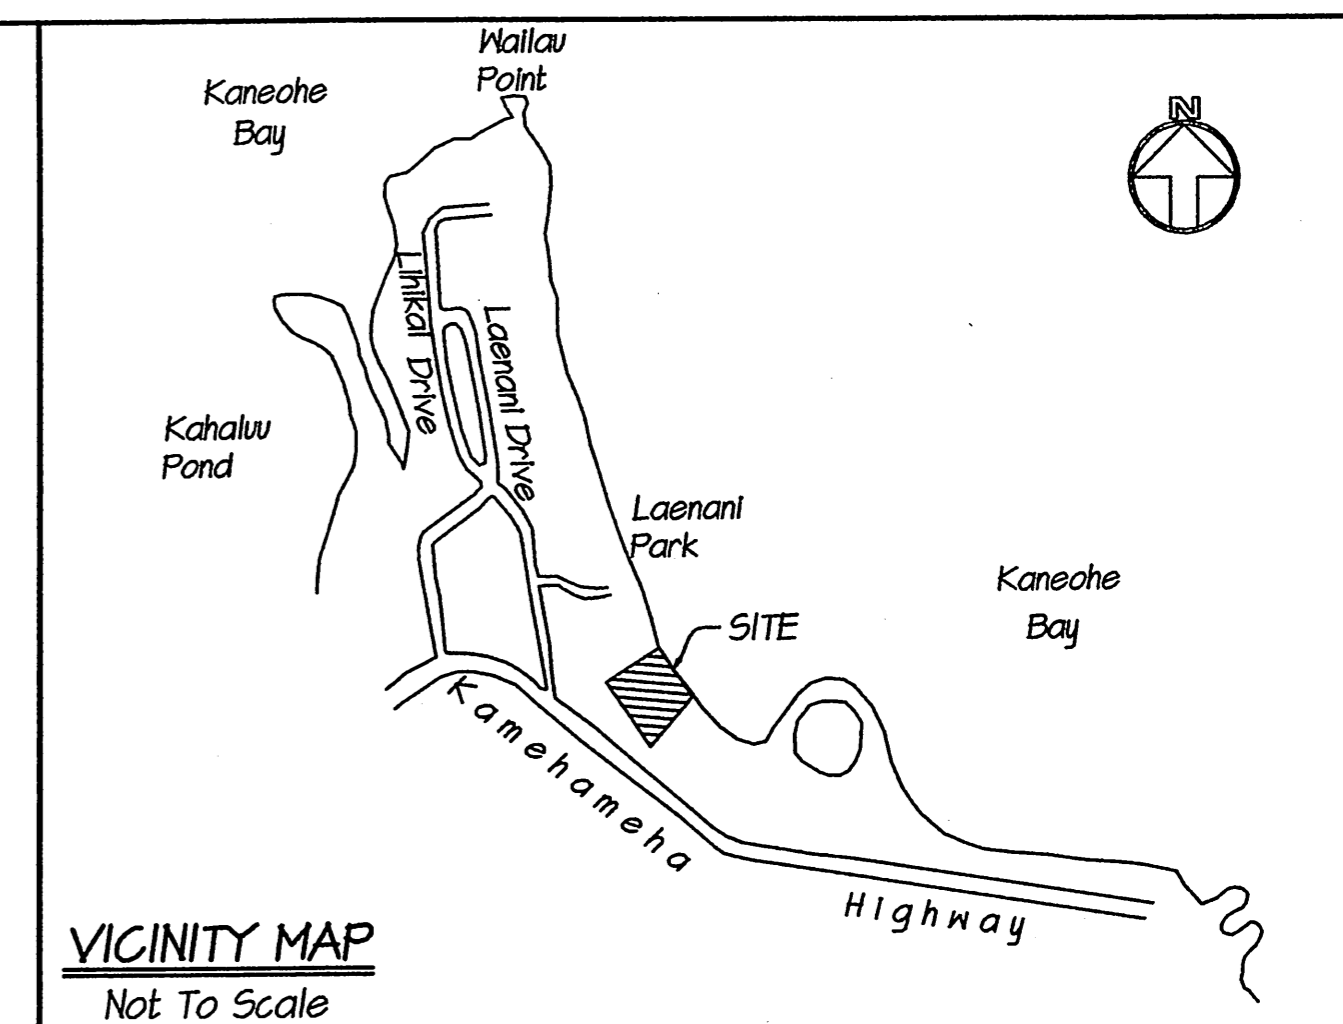 Wailau
Point
Kaneohe
Bay
N
Lihikai Drive
Laenani Drive
Kahaluu
Pond
Laenani
Park
Kaneohe
Bay
SITE
Kamehameha
Highway
VICINITY MAP
Not To Scale